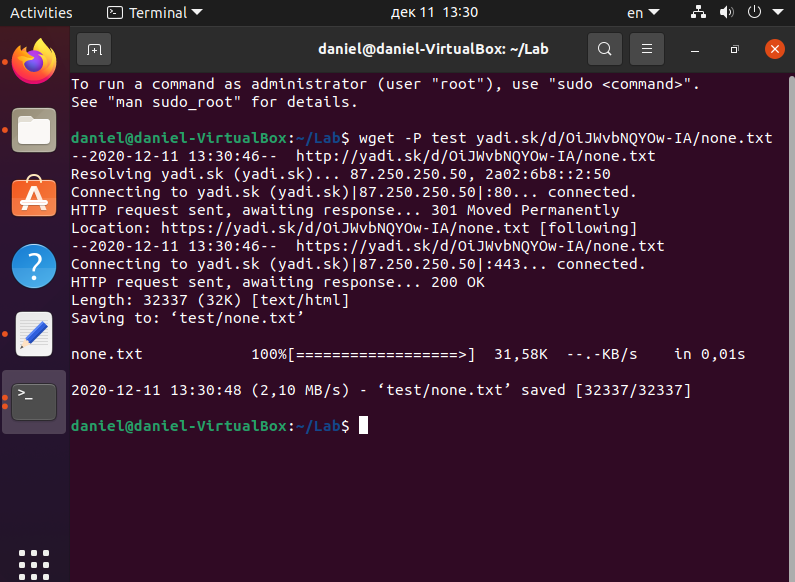 Activities Terminal дек 11 13:30 en
daniel@daniel-VirtualBox: ~/Lab
To run a command as administrator (user "root"), use "sudo <command>".
See "man sudo_root" for details.
daniel@daniel-VirtualBox:~/Lab$ wget -P test yadi.sk/d/OiJWvbNQYOw-IA/none.txt
--2020-12-11 13:30:46-- http://yadi.sk/d/OiJWvbNQYOw-IA/none.txt
Resolving yadi.sk (yadi.sk)... 87.250.250.50, 2a02:6b8::2:50
Connecting to yadi.sk (yadi.sk)|87.250.250.50|:80... connected.
HTTP request sent, awaiting response... 301 Moved Permanently
Location: https://yadi.sk/d/OiJWvbNQYOw-IA/none.txt [following]
--2020-12-11 13:30:46-- https://yadi.sk/d/OiJWvbNQYOw-IA/none.txt
Connecting to yadi.sk (yadi.sk)|87.250.250.50|:443... connected.
HTTP request sent, awaiting response... 200 OK
Length: 32337 (32K) [text/html]
Saving to: ‘test/none.txt’
none.txt 100%[===================>] 31,58K --.-KB/s in 0,01s
2020-12-11 13:30:48 (2,10 MB/s) - ‘test/none.txt’ saved [32337/32337]
daniel@daniel-VirtualBox:~/Lab$